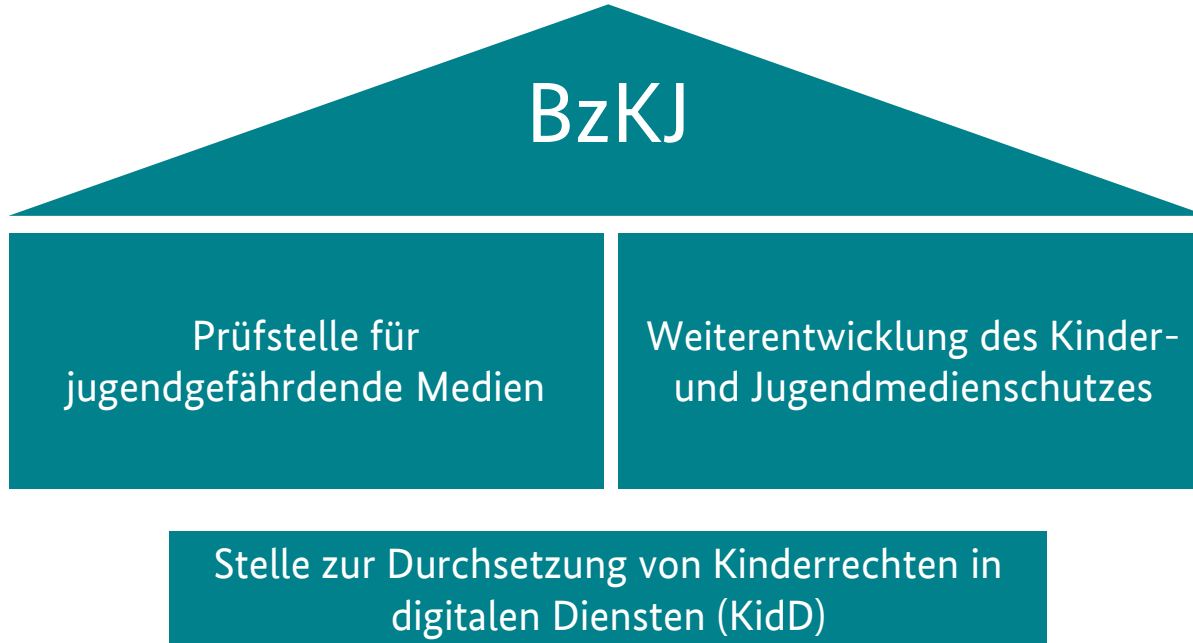 BzKJ
Prüfstelle für
jugendgefährdende Medien
Weiterentwicklung des Kinder-
und Jugendmedienschutzes
Stelle zur Durchsetzung von Kinderrechten in
digitalen Diensten (KidD)